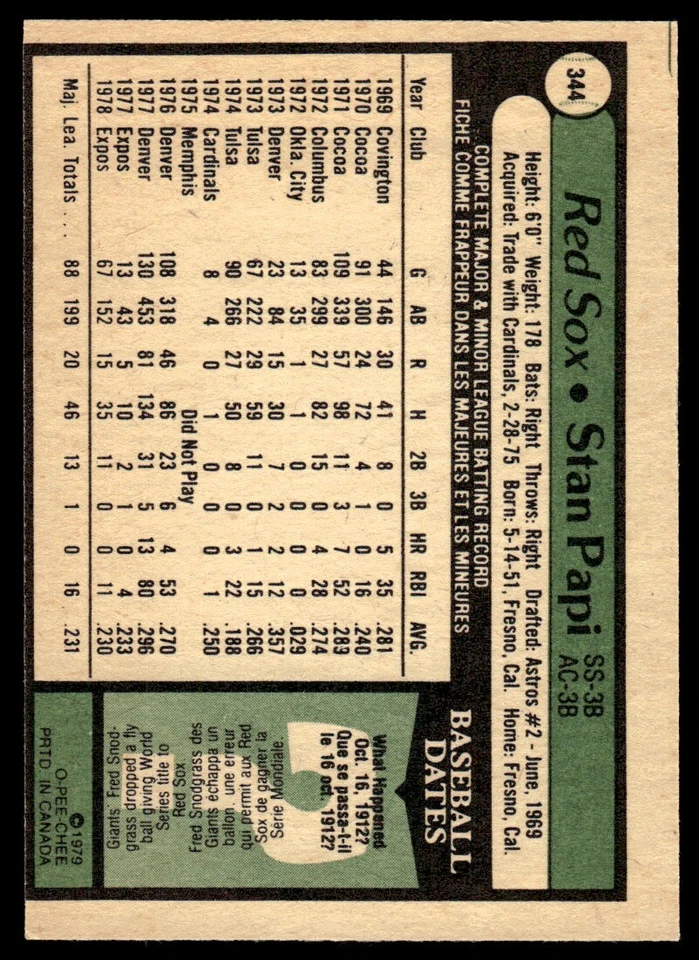 344
Red Sox • Stan Papi SS-3B
AC-3B
Height: 6'0" Weight: 178 Bats: Right Throws: Right Drafted: Astros #2 - June, 1969
Acquired: Trade with Cardinals, 2-28-75 Born: 5-14-51, Fresno, Cal. Home: Fresno, Cal.
COMPLETE MAJOR & MINOR LEAGUE BATTING RECORD
FICHE COMME FRAPPEUR DANS LES MAJEURES ET LES MINEURES
Year Club G AB R H 2B 3B HR RBI AVG.
1969 Covington 44 146 30 41 8 0 5 35 .281
1970 Cocoa 91 300 24 72 4 1 0 16 .240
1971 Cocoa 109 339 57 98 11 3 7 52 .289
1972 Columbus 83 299 27 82 15 0 4 28 .274
1972 Okla. City 13 35 1 1 0 0 0 0 .029
1973 Denver 23 84 15 30 7 2 2 12 .357
1973 Tulsa 67 222 29 59 11 0 1 15 .266
1974 Tulsa 90 266 27 50 8 0 3 22 .188
1974 Cardinals 8 4 0 1 0 0 0 1 .250
1975 Memphis Did Not Play
1976 Denver 108 318 46 86 23 6 4 53 .270
1977 Denver 130 453 81 134 31 5 13 80 .296
1977 Expos 13 43 5 10 2 1 0 4 .233
1978 Expos 67 152 15 35 11 0 0 11 .230
Maj. Lea. Totals . . . 88 199 20 46 13 1 0 16 .231
BASEBALL
DATES
What Happened
Oct. 16, 1912?
Que se passa-t-il
le 16 oct. 1912?
Giants' Fred Snod-
grass dropped a fly
ball giving World
Series title to
Red Sox
Fred Snodgrass des
Giants échappa un
ballon, une erreur
qui permit aux Red
Sox de gagner la
Serie Mondiale.
©1979
O-PEE-CHEE
PRTD. IN CANADA